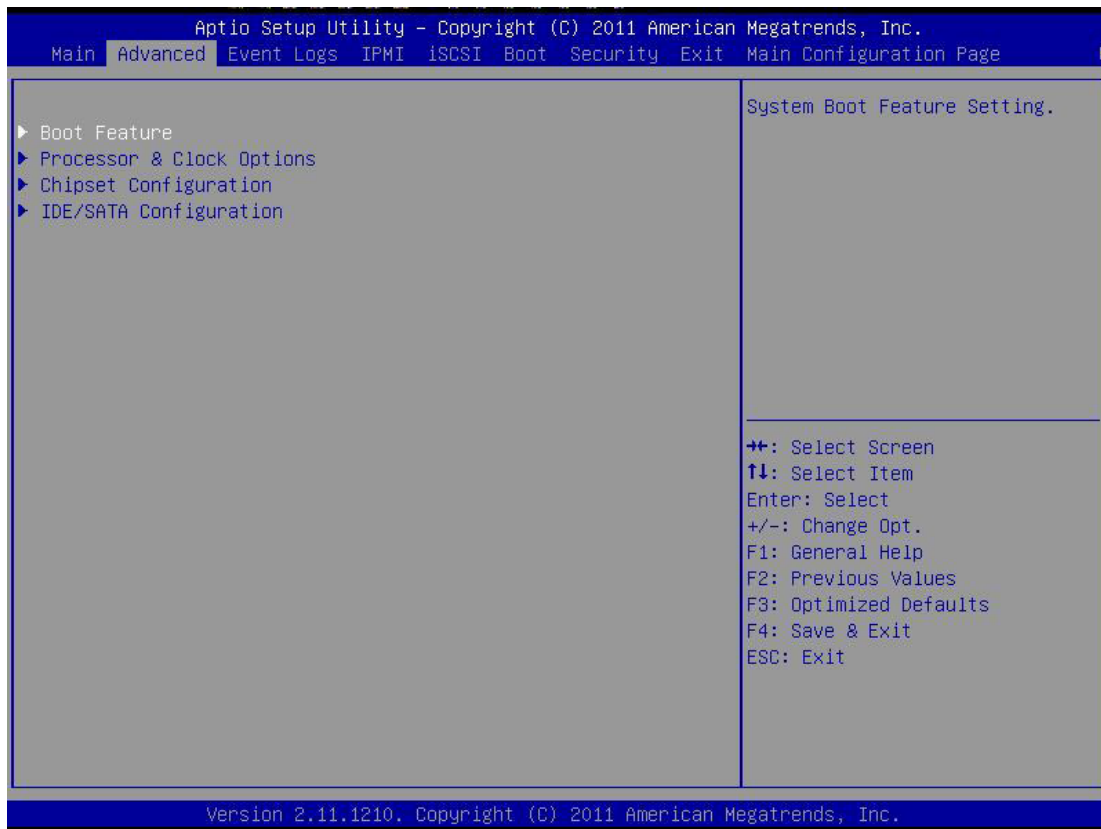 Aptio Setup Utility – Copyright (C) 2011 American Megatrends, Inc.
Main Advanced Event Logs IPMI iSCSI Boot Security Exit Main Configuration Page
System Boot Feature Setting.
▶ Boot Feature
▶ Processor & Clock Options
▶ Chipset Configuration
▶ IDE/SATA Configuration
→←: Select Screen
↑↓: Select Item
Enter: Select
+/-: Change Opt.
F1: General Help
F2: Previous Values
F3: Optimized Defaults
F4: Save & Exit
ESC: Exit
Version 2.11.1210. Copyright (C) 2011 American Megatrends, Inc.